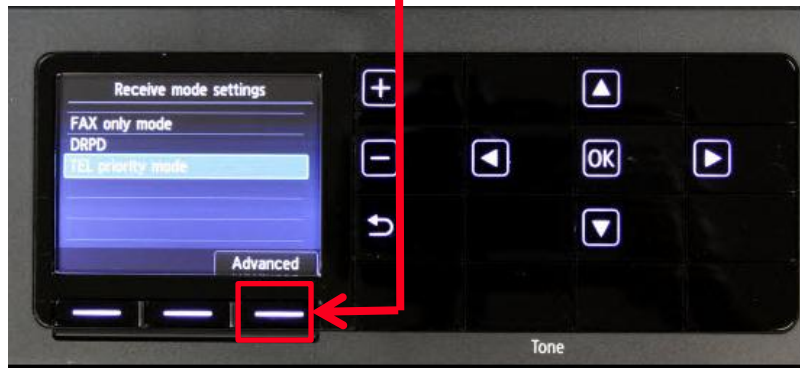 Receive mode settings
FAX only mode
DRPD
TEL priority mode
Advanced
+
-
OK
Tone